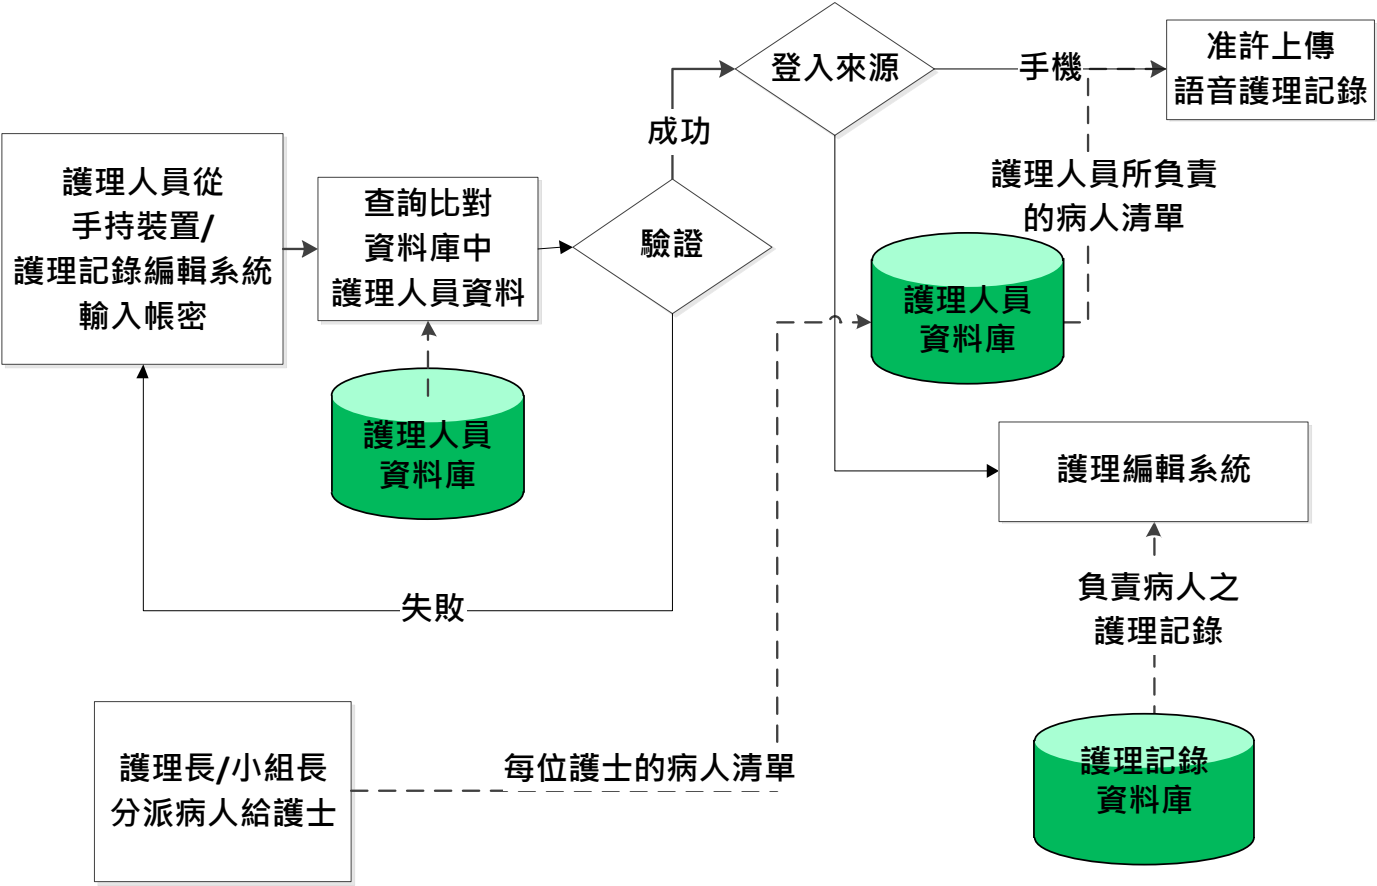 護理人員從
手持裝置/
護理記錄編輯系統
輸入帳密
查詢比對
資料庫中
護理人員資料
護理人員
資料庫
驗證
成功
失敗
登入來源
手機
准許上傳
語音護理記錄
護理人員所負責
的病人清單
護理人員
資料庫
護理編輯系統
負責病人之
護理記錄
護理記錄
資料庫
護理長/小組長
分派病人給護士
每位護士的病人清單